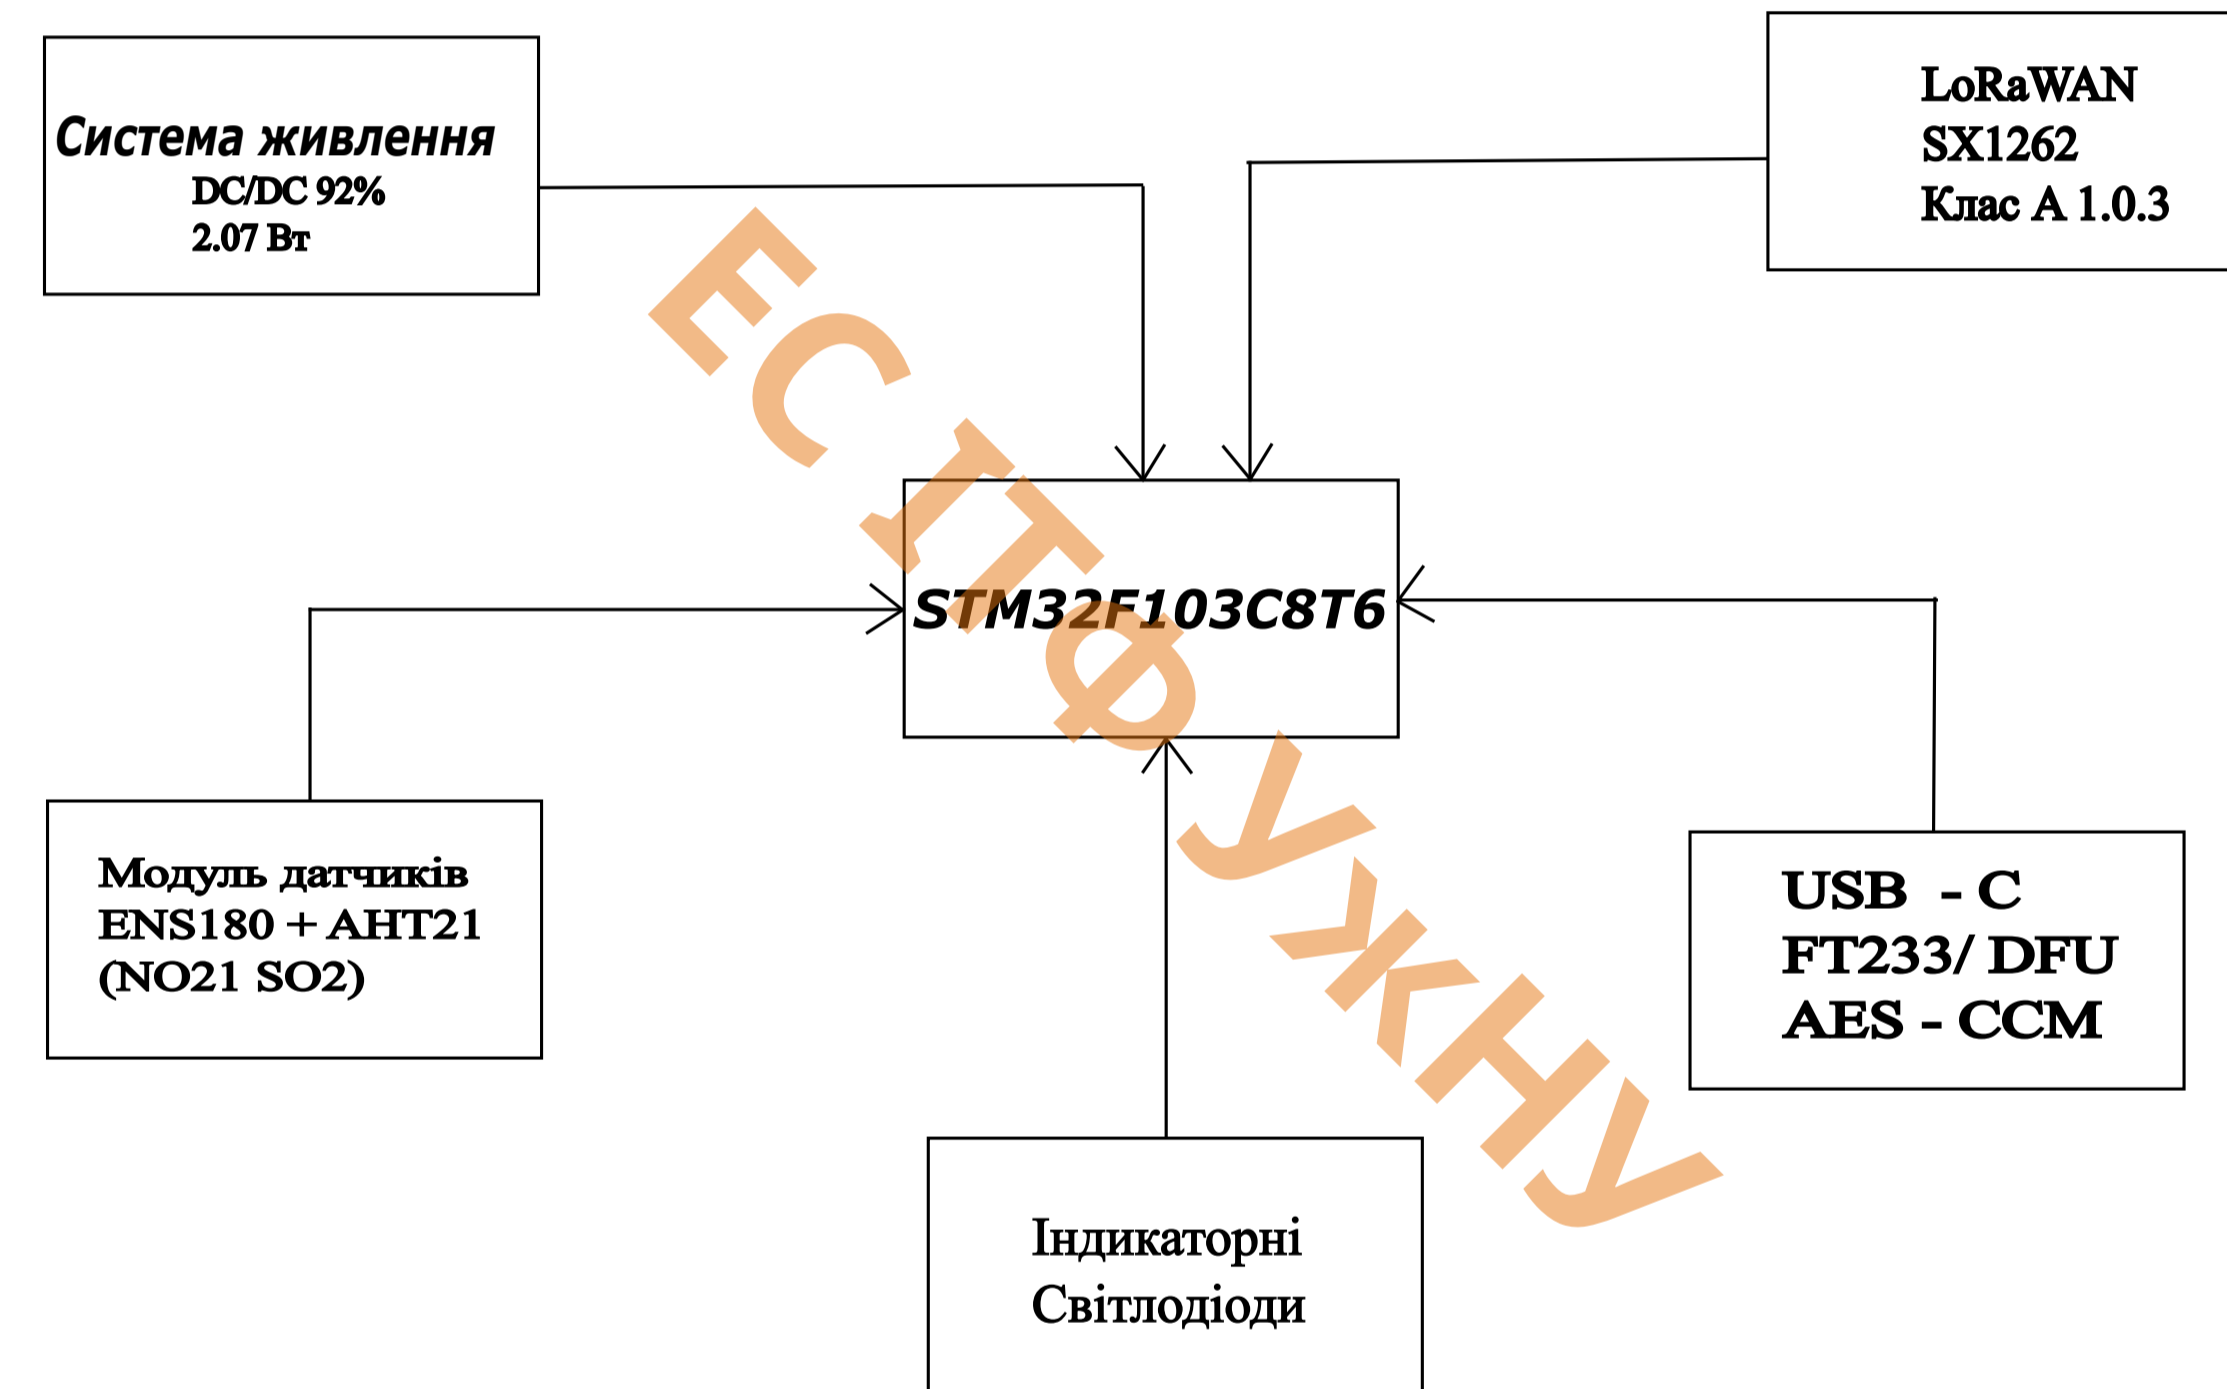 Система живлення
DC/DC 92%
2.07 Вт
LoRaWAN
SX1262
Клас А 1.0.3
STM32F103C8T6
Модуль датчиків
ENS180 + AHT21
(NO21 SO2)
USB - C
FT233/ DFU
AES - CCM
Індикаторні
Світлодіоди
ЕС ІТФ УжНУ